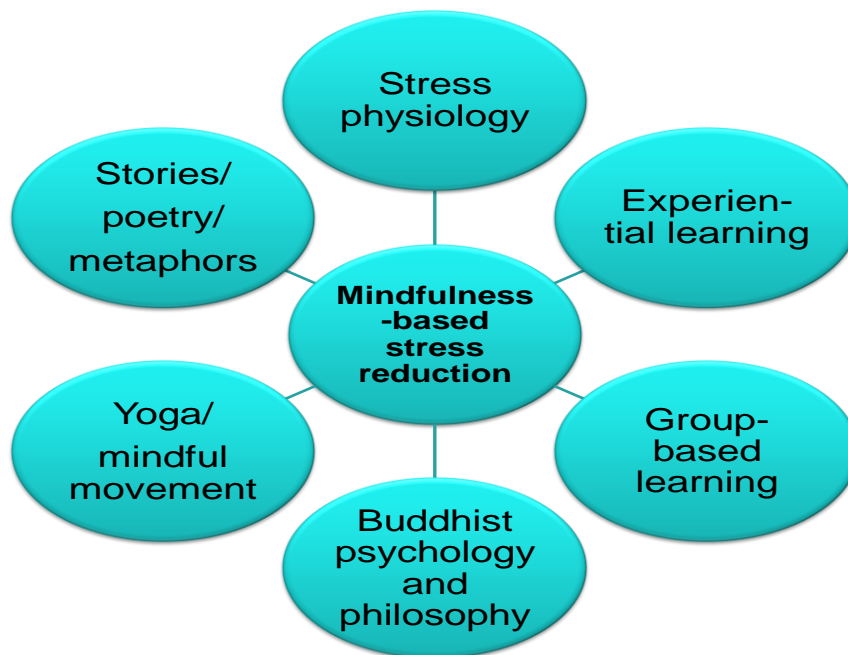 Stress
physiology
Stories/
poetry/
metaphors
Experien-
tial learning
Mindfulness
-based
stress
reduction
Yoga/
mindful
movement
Group-
based
learning
Buddhist
psychology
and
philosophy